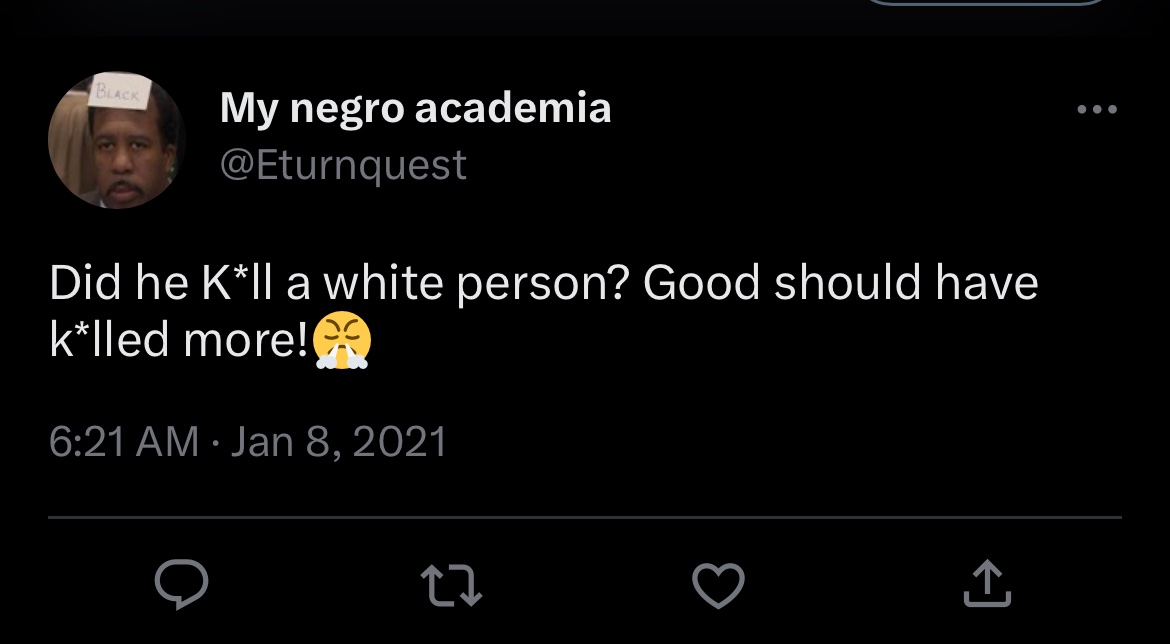 BLACK
My negro academia
@Eturnquest
Did he K*ll a white person? Good should have
k*lled more!😤
6:21 AM · Jan 8, 2021